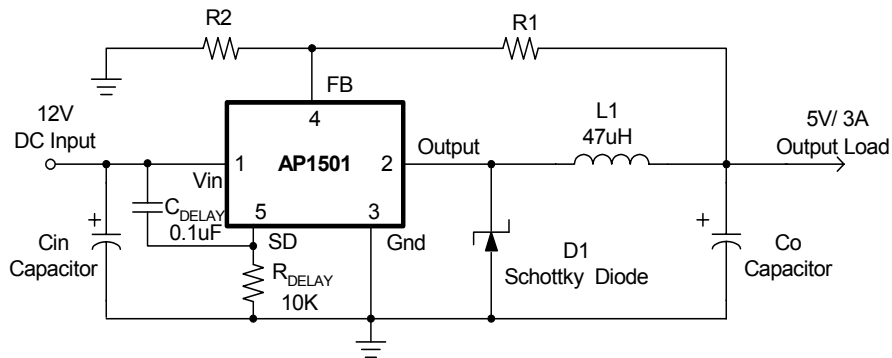 R2
R1
FB
4
12V
DC Input
L1
47uH
5V/ 3A
Output Load
Vin
1
AP1501
2
Output
C_DELAY
0.1uF
5
SD
3
Gnd
+
Cin
Capacitor
R_DELAY
10K
D1
Schottky Diode
+
Co
Capacitor